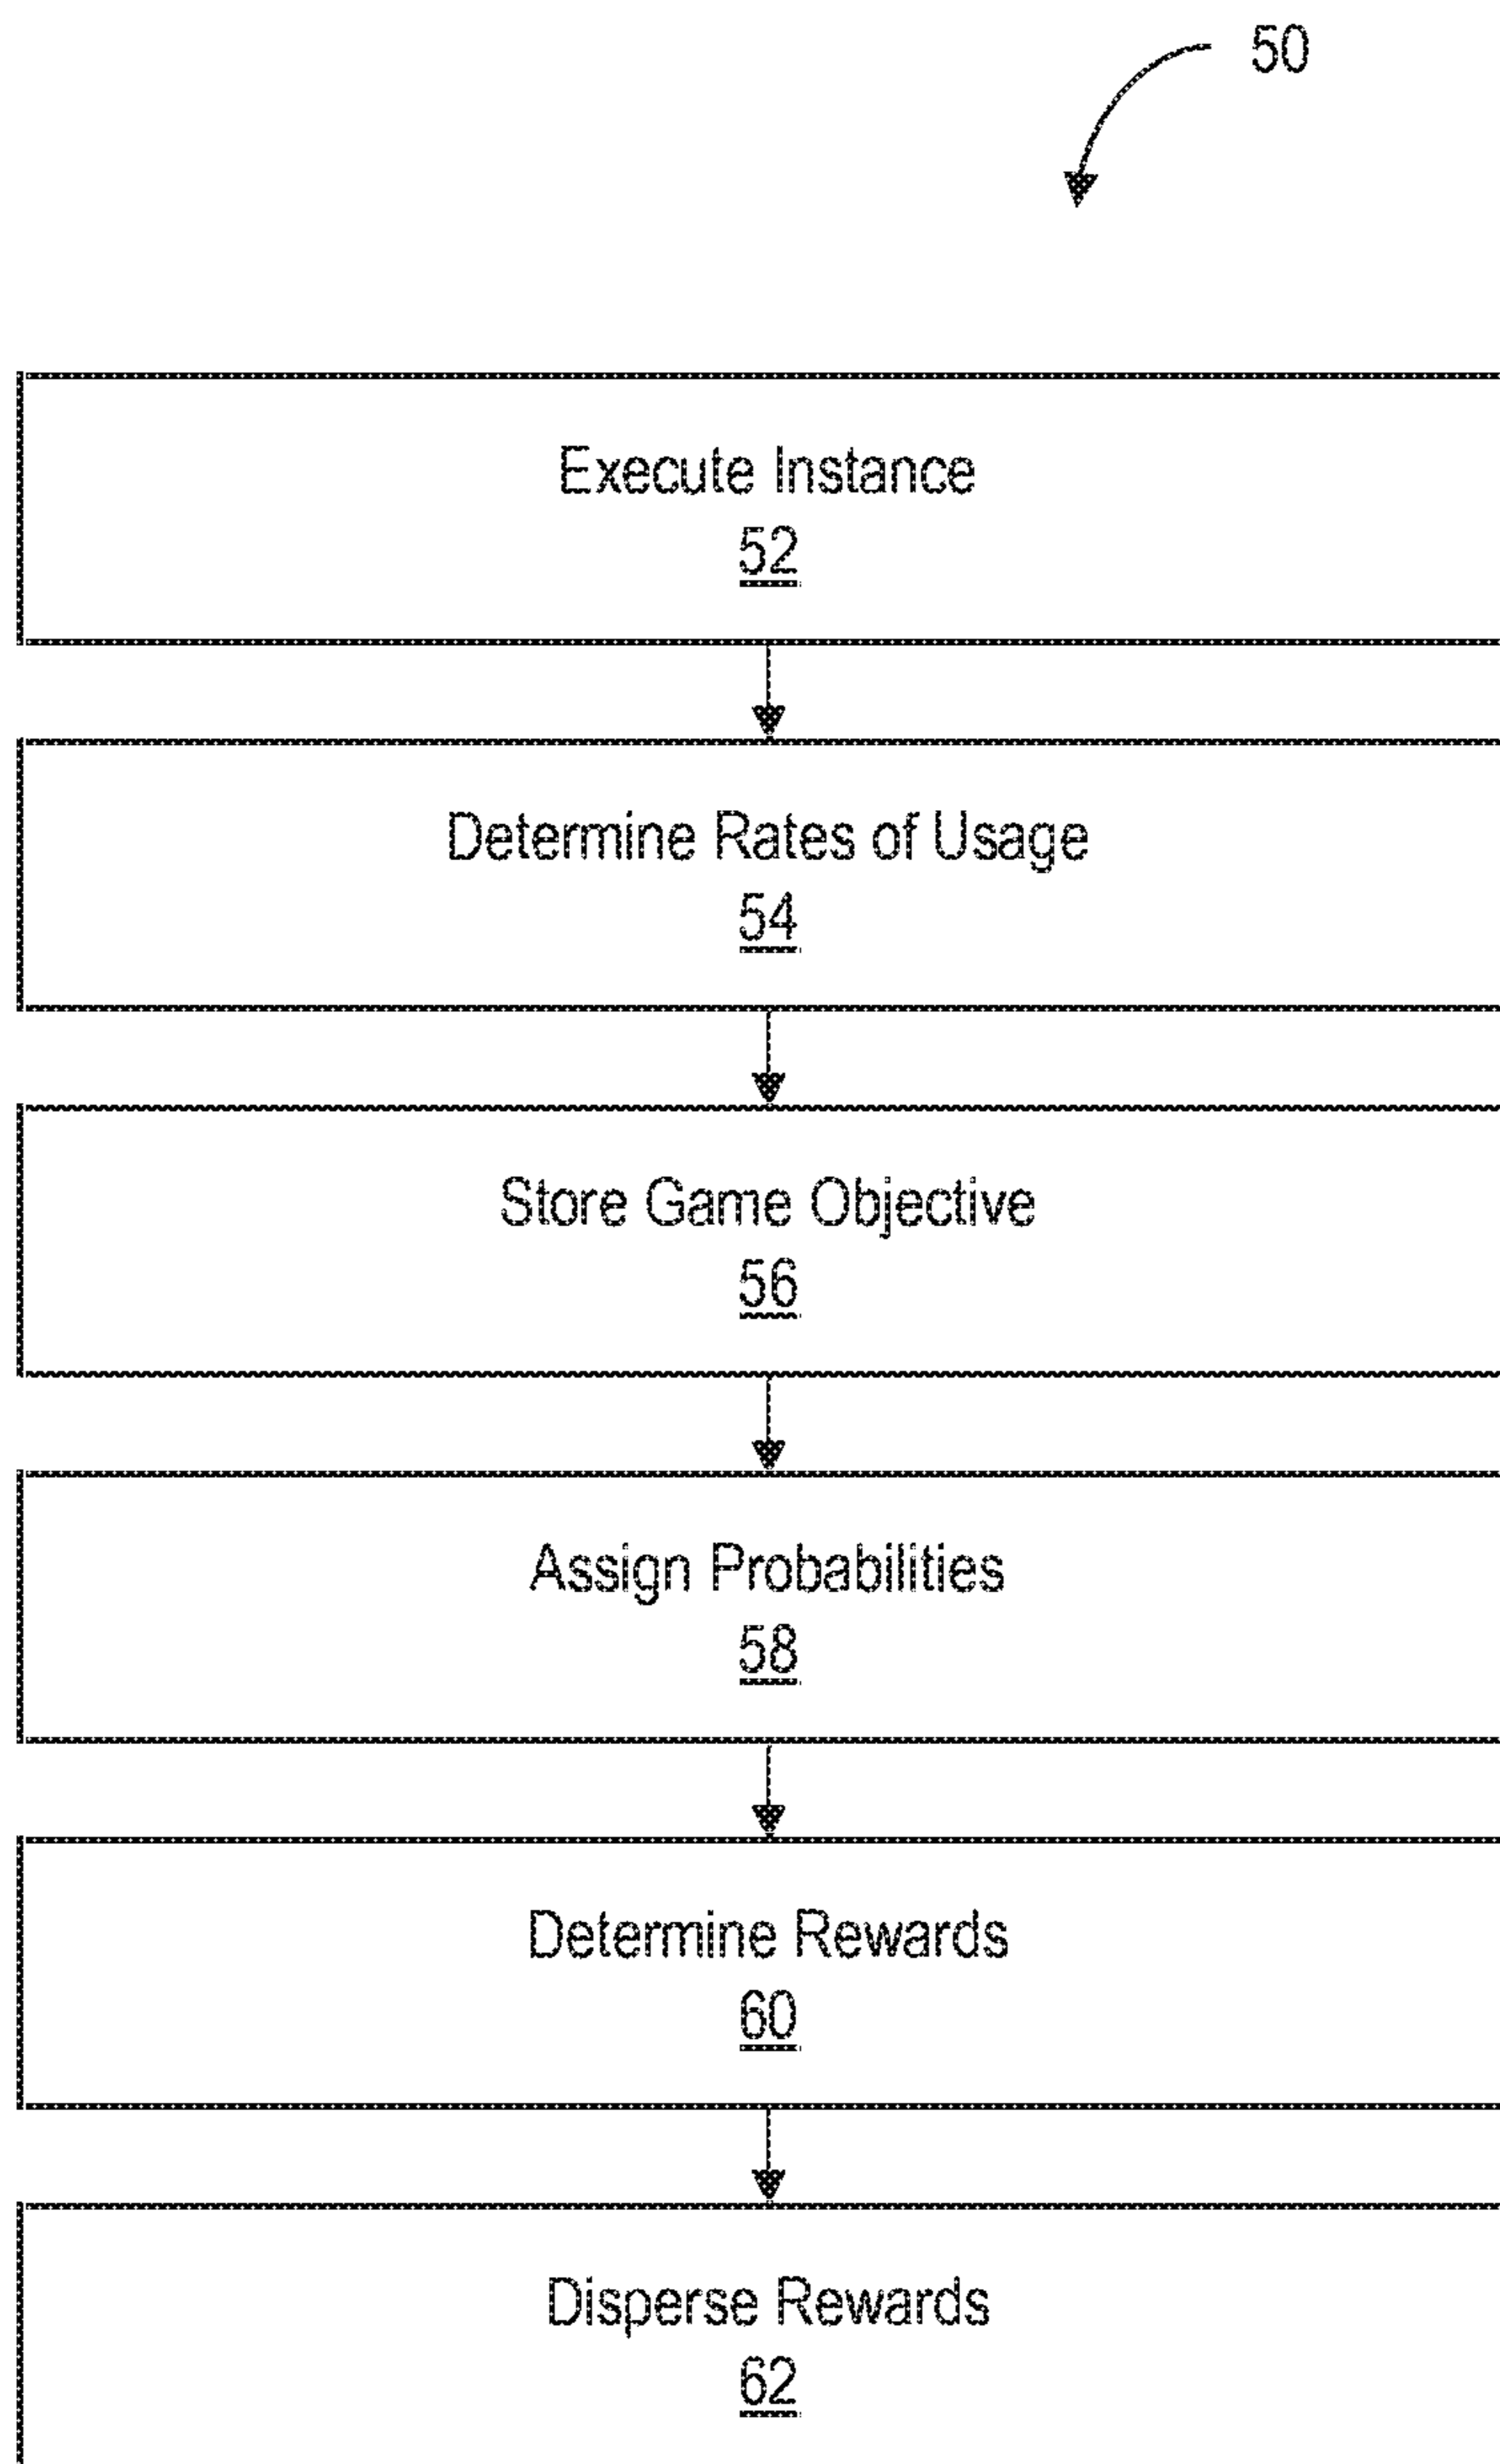 50
Execute Instance
52
Determine Rates of Usage
54
Store Game Objective
56
Assign Probabilities
58
Determine Rewards
60
Disperse Rewards
62